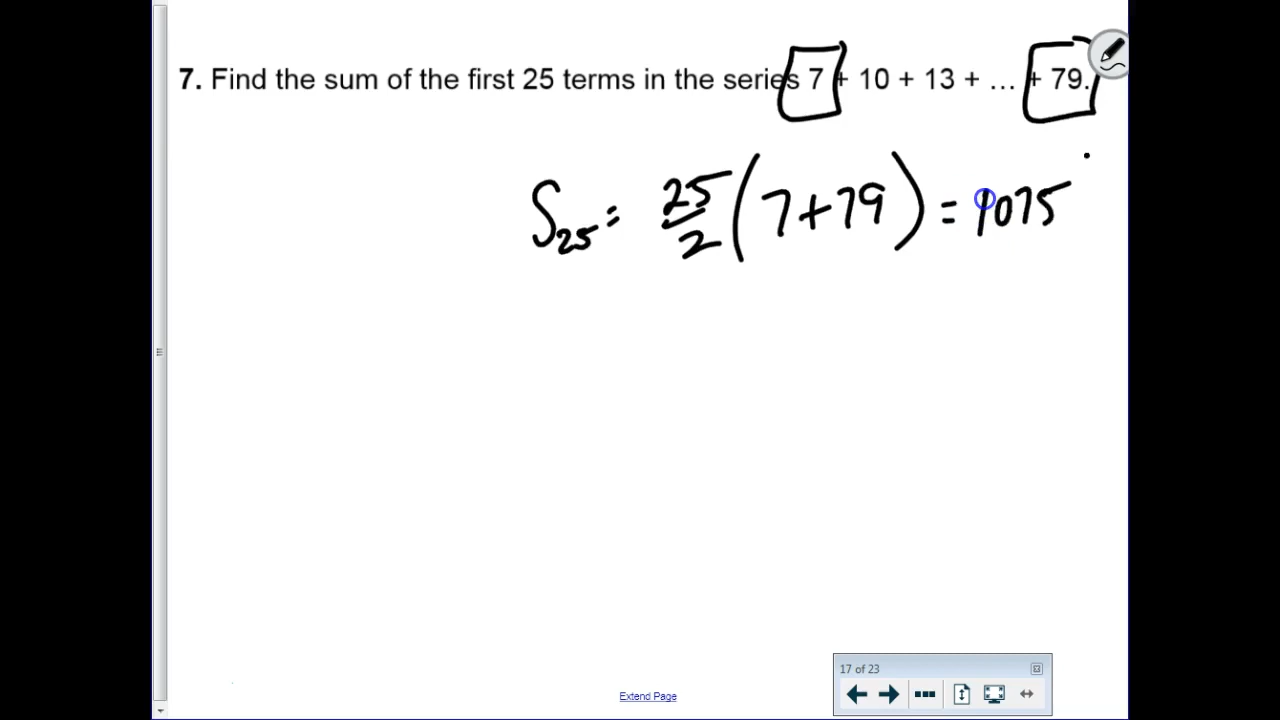 7. Find the sum of the first 25 terms in the series 7 + 10 + 13 + … + 79.
S₂₅ = 25/2 (7+79) = 1075
17 of 23
Extend Page